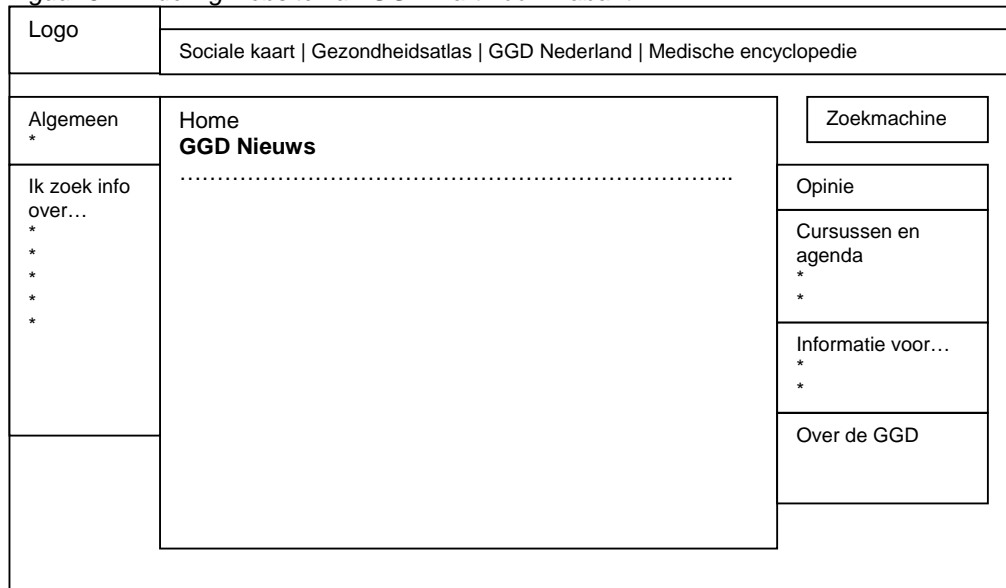 Logo
Sociale kaart | Gezondheidsatlas | GGD Nederland | Medische encyclopedie
Algemeen
*
Home
GGD Nieuws
…………………………………………………………………..
Zoekmachine
Ik zoek info
over…
*
*
*
*
*
Opinie
Cursussen en
agenda
*
*
Informatie voor…
*
*
Over de GGD